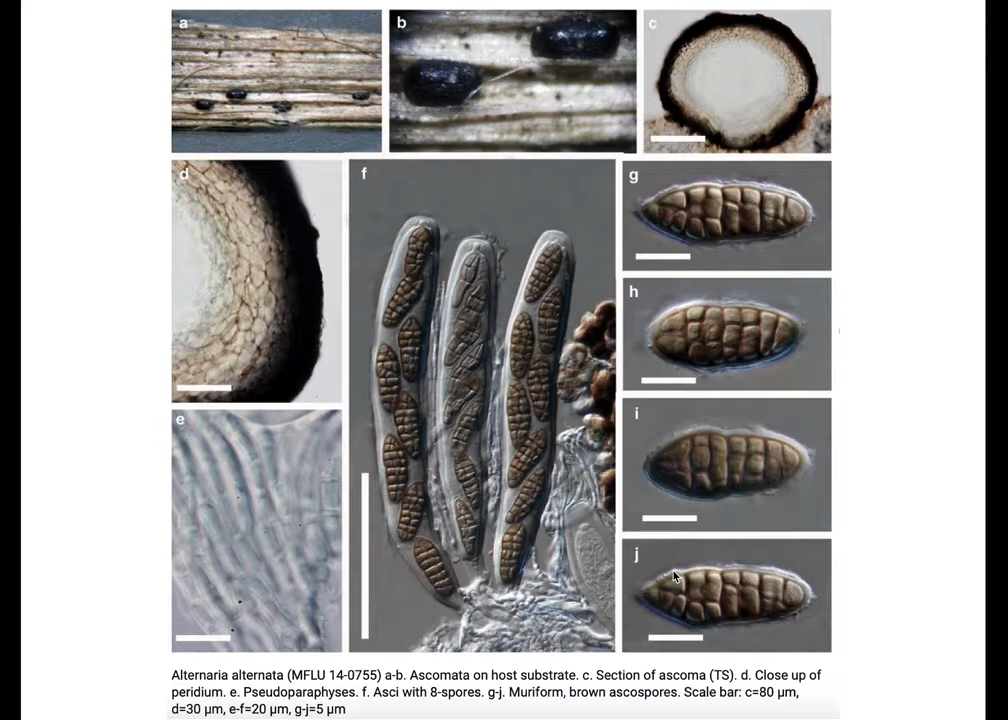 a
b
c
d
f
g
h
e
i
j
Alternaria alternata (MFLU 14-0755) a-b. Ascomata on host substrate. c. Section of ascoma (TS). d. Close up of
peridium. e. Pseudoparaphyses. f. Asci with 8-spores. g-j. Muriform, brown ascospores. Scale bar: c=80 µm,
d=30 µm, e-f=20 µm, g-j=5 µm